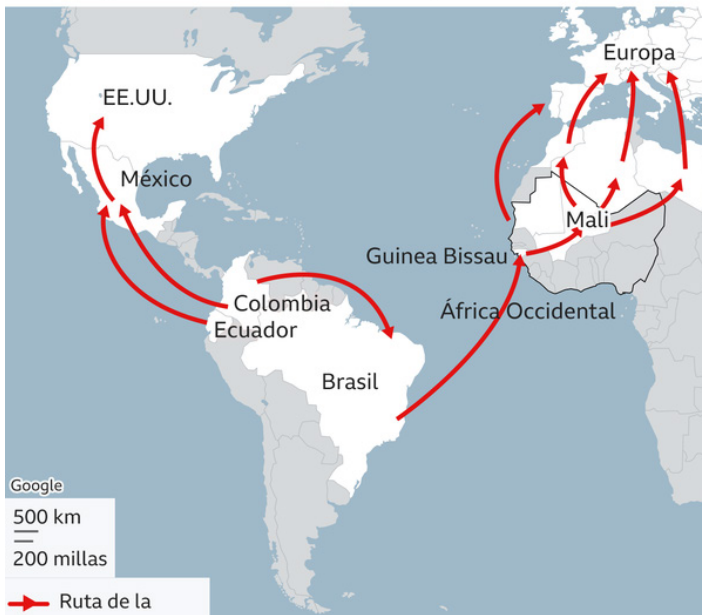 Europa
EE.UU.
México
Mali
Guinea Bissau
Colombia
África Occidental
Ecuador
Brasil
Google
500 km
200 millas
Ruta de la